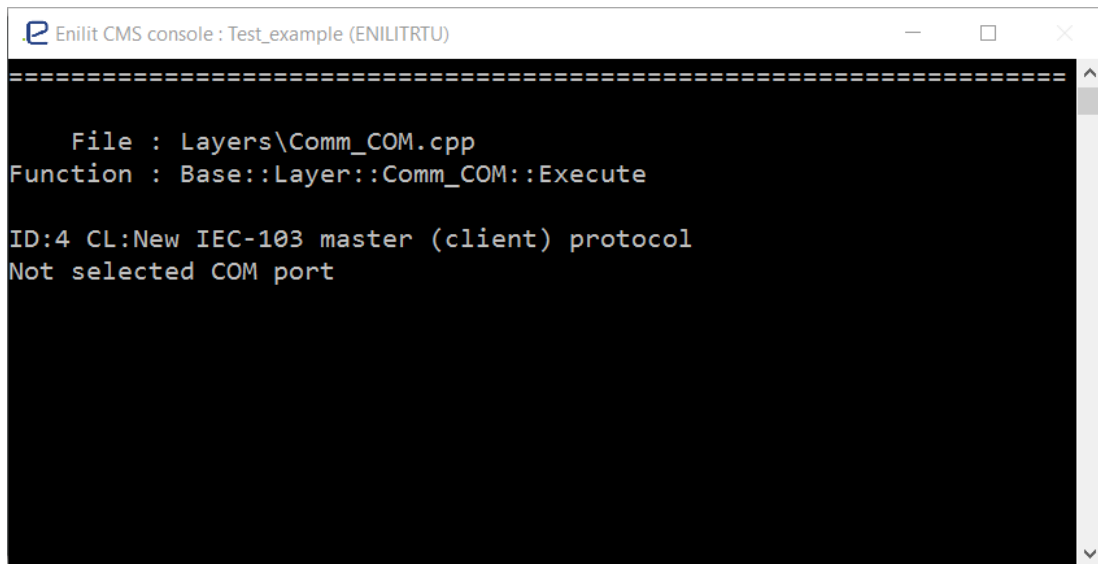 Enilit CMS console : Test_example (ENILITRTU)
====================================================================
File : Layers\Comm_COM.cpp
Function : Base::Layer::Comm_COM::Execute
ID:4 CL:New IEC-103 master (client) protocol
Not selected COM port